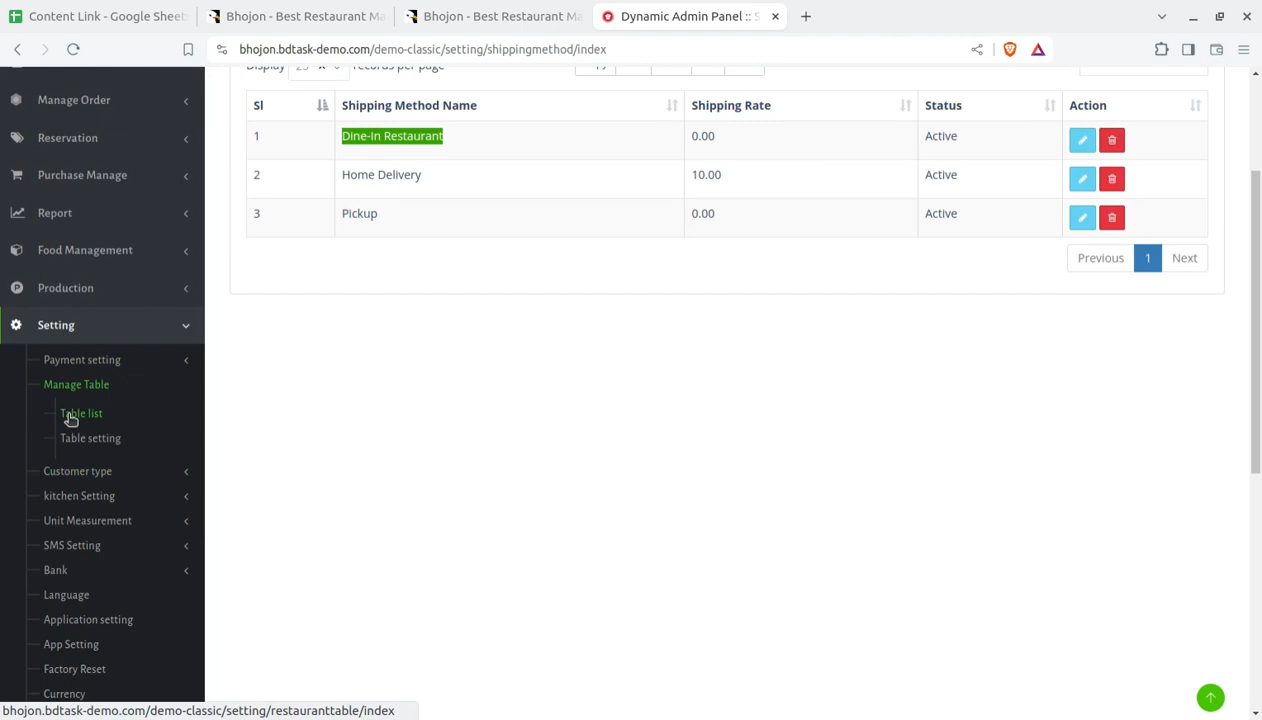 Content Link - Google Sheet
Bhojon - Best Restaurant Ma
Bhojon - Best Restaurant Ma
Dynamic Admin Panel :: S
bhojon.bdtask-demo.com/demo-classic/setting/shippingmethod/index
Display 25 records per page
Sl Shipping Method Name Shipping Rate Status Action
1 Dine-In Restaurant 0.00 Active
2 Home Delivery 10.00 Active
3 Pickup 0.00 Active
Previous 1 Next
Manage Order
Reservation
Purchase Manage
Report
Food Management
Production
Setting
Payment setting
Manage Table
Table list
Table setting
Customer type
kitchen Setting
Unit Measurement
SMS Setting
Bank
Language
Application setting
App Setting
Factory Reset
Currency
bhojon.bdtask-demo.com/demo-classic/setting/restauranttable/index